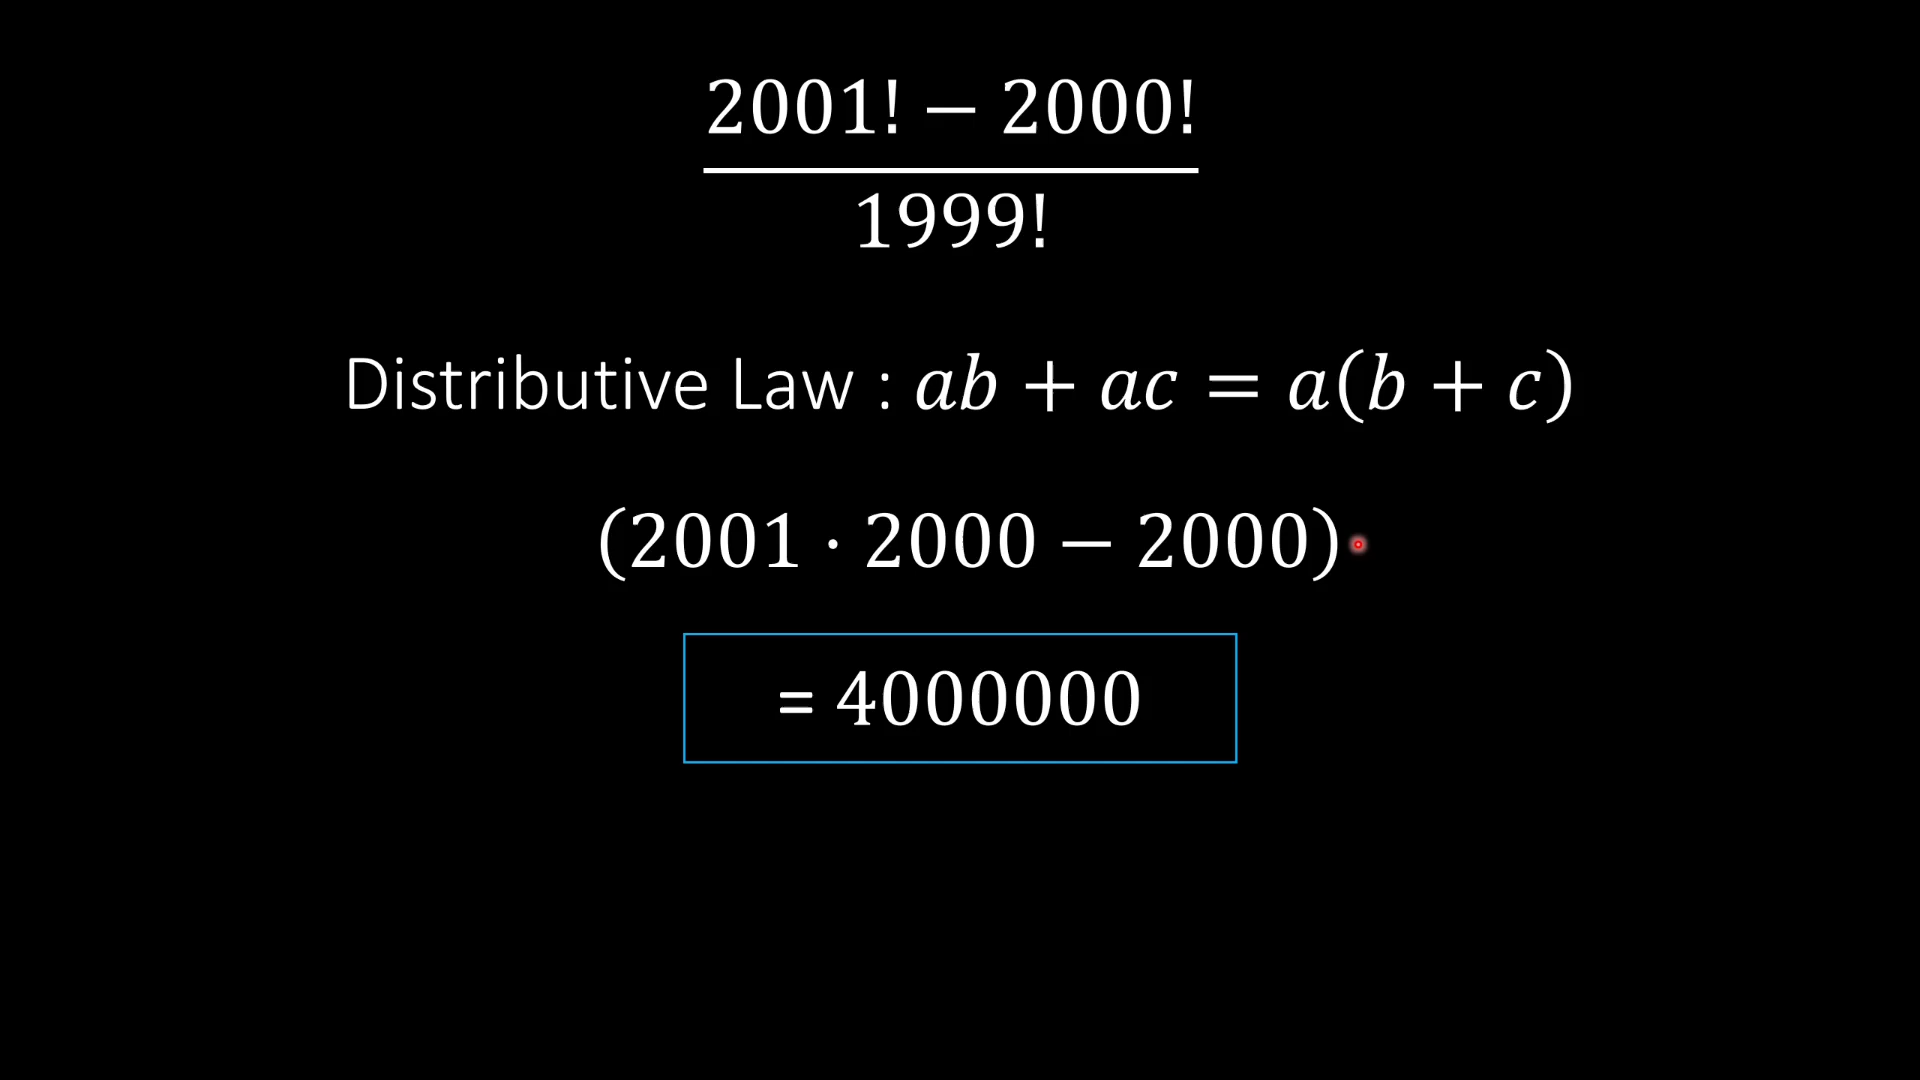 2001! − 2000!
1999!
Distributive Law : ab + ac = a(b + c)
(2001 · 2000 − 2000)
= 4000000